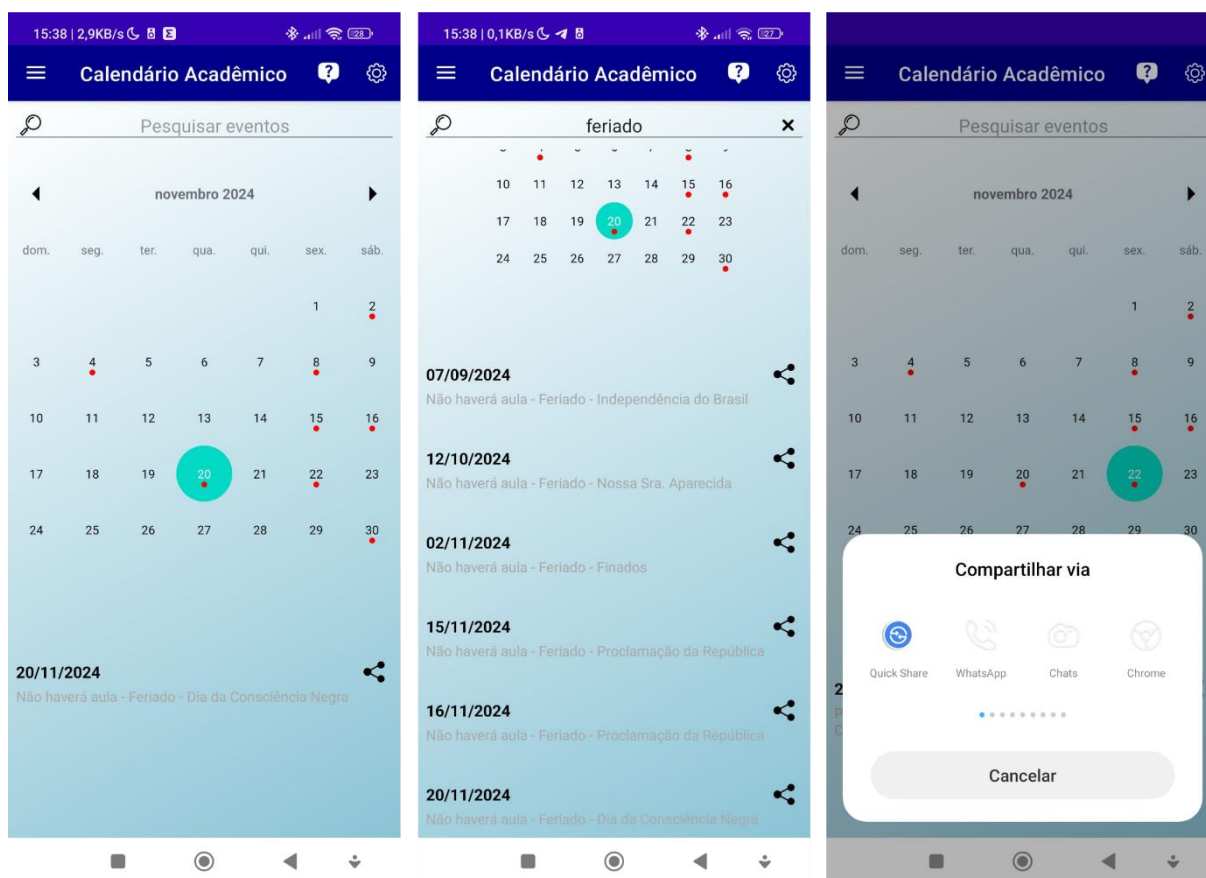 15:38 | 2,9KB/s 28
Calendário Acadêmico ?
Pesquisar eventos
novembro 2024
dom. seg. ter. qua. qui. sex. sáb.
1 2
3 4 5 6 7 8 9
10 11 12 13 14 15 16
17 18 19 20 21 22 23
24 25 26 27 28 29 30
20/11/2024
Não haverá aula - Feriado - Dia da Consciência Negra
15:38 | 0,1KB/s 27
Calendário Acadêmico ?
feriado ×
10 11 12 13 14 15 16
17 18 19 20 21 22 23
24 25 26 27 28 29 30
07/09/2024
Não haverá aula - Feriado - Independência do Brasil
12/10/2024
Não haverá aula - Feriado - Nossa Sra. Aparecida
02/11/2024
Não haverá aula - Feriado - Finados
15/11/2024
Não haverá aula - Feriado - Proclamação da República
16/11/2024
Não haverá aula - Feriado - Proclamação da República
20/11/2024
Não haverá aula - Feriado - Dia da Consciência Negra
Calendário Acadêmico ?
Pesquisar eventos
novembro 2024
dom. seg. ter. qua. qui. sex. sáb.
1 2
3 4 5 6 7 8 9
10 11 12 13 14 15 16
17 18 19 20 21 22 23
24 25 26 27 28 29 30
Compartilhar via
Quick Share WhatsApp Chats Chrome
Cancelar